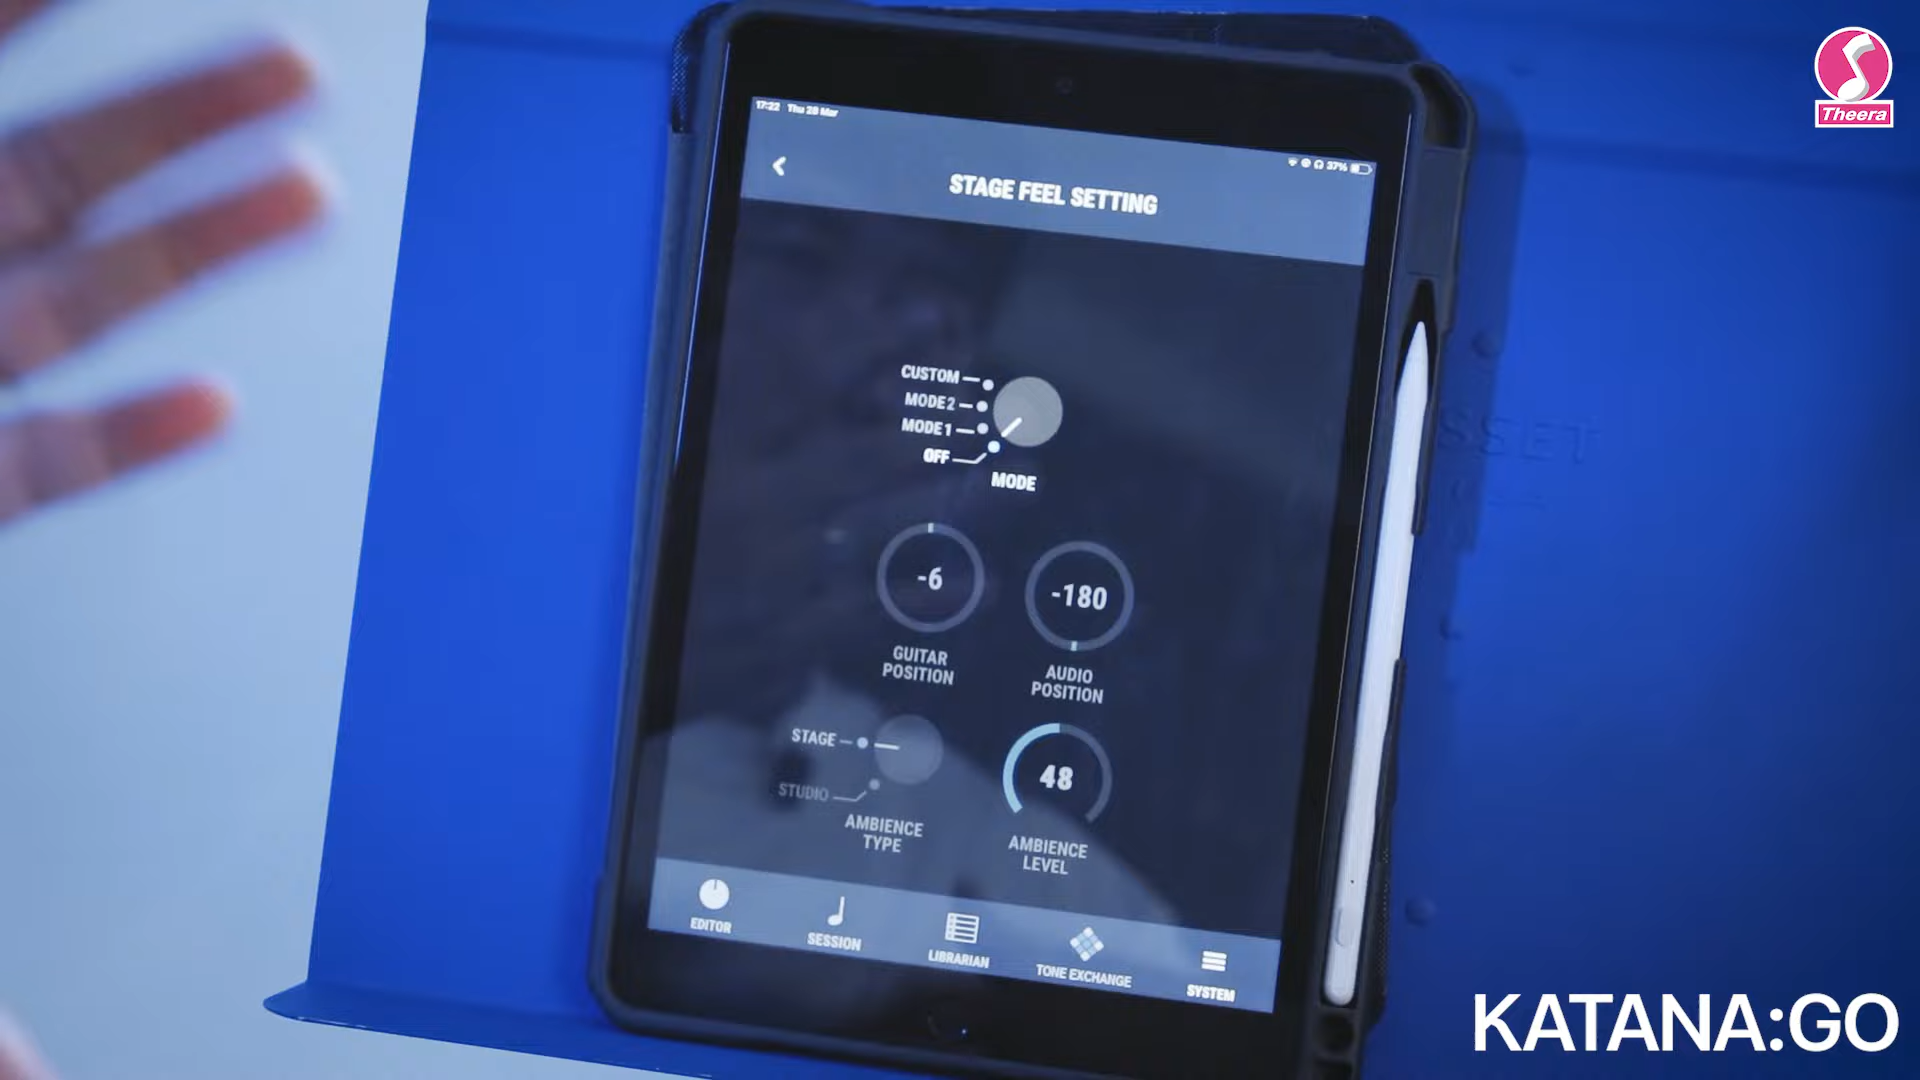 Theera
17:22 Thu 28 Mar
37%
STAGE FEEL SETTING
CUSTOM
MODE2
MODE1
OFF
MODE
-6
-180
GUITAR
POSITION
AUDIO
POSITION
STAGE
STUDIO
48
AMBIENCE
TYPE
AMBIENCE
LEVEL
EDITOR
SESSION
LIBRARIAN
TONE EXCHANGE
SYSTEM
KATANA:GO